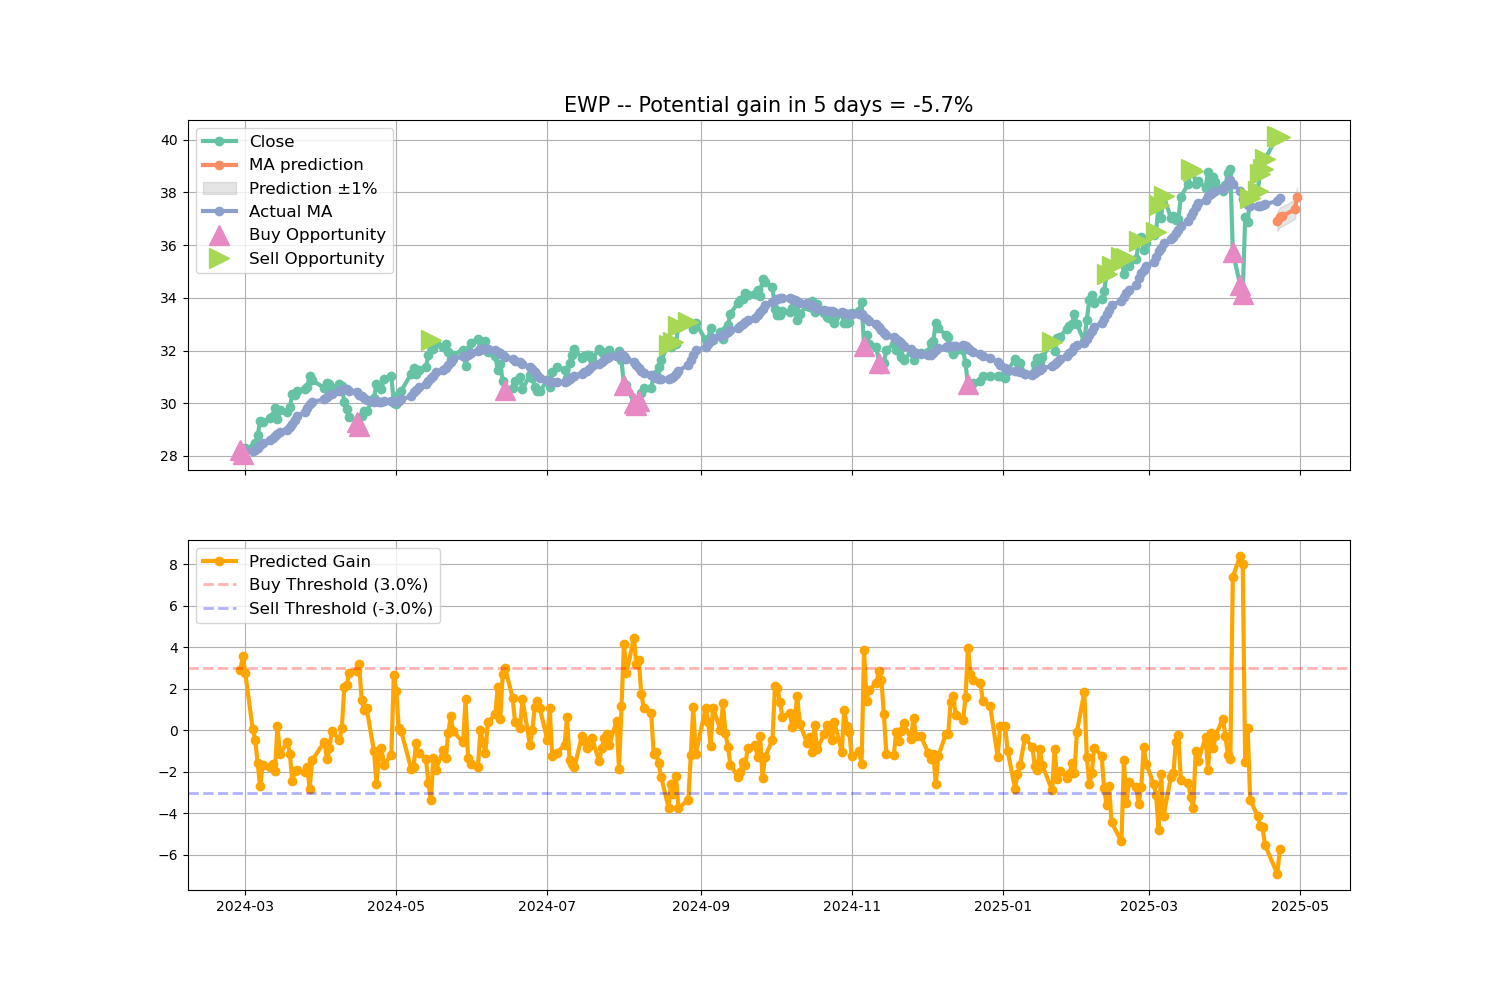 EWP -- Potential gain in 5 days = -5.7%
40
38
36
34
32
30
28
Close
MA prediction
Prediction ±1%
Actual MA
Buy Opportunity
Sell Opportunity
8
6
4
2
0
−2
−4
−6
Predicted Gain
Buy Threshold (3.0%)
Sell Threshold (-3.0%)
2024-03 2024-05 2024-07 2024-09 2024-11 2025-01 2025-03 2025-05